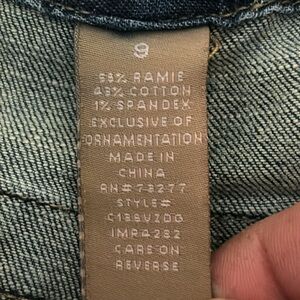 9
56% RAMIE
43% COTTON
1% SPANDEX
EXCLUSIVE OF
ORNAMENTATION
MADE IN
CHINA
RN#73277
STYLE#
C138VZDG
IMP4282
CARE ON
REVERSE